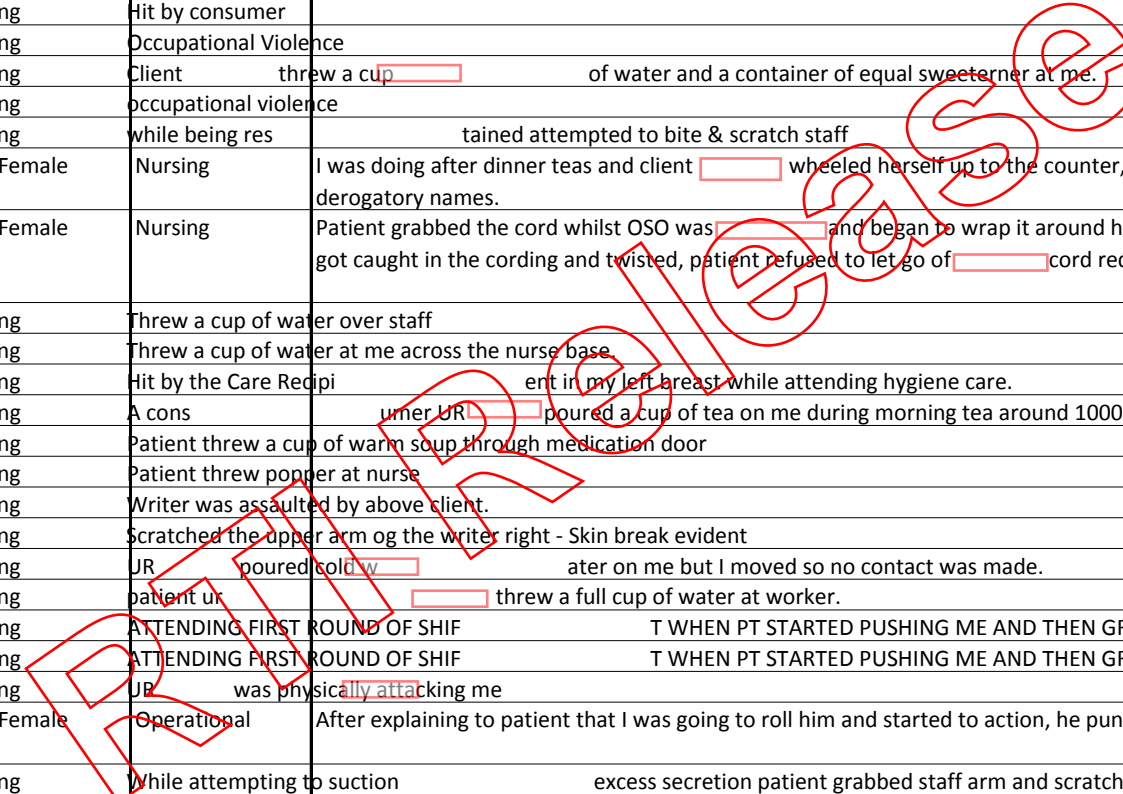 ng Hit by consumer
ng Occupational Violence
ng Client threw a cup of water and a container of equal sweeterner at me.
ng occupational violence
ng while being res tained attempted to bite & scratch staff
Female Nursing I was doing after dinner teas and client wheeled herself up to the counter,
derogatory names.
Female Nursing Patient grabbed the cord whilst OSO was and began to wrap it around h
got caught in the cording and twisted, patient refused to let go of cord rec
ng Threw a cup of water over staff
ng Threw a cup of water at me across the nurse base.
ng Hit by the Care Recipi ent in my left breast while attending hygiene care.
ng A cons umer UR poured a cup of tea on me during morning tea around 1000
ng Patient threw a cup of warm soup through medication door
ng Patient threw popper at nurse
ng Writer was assaulted by above client.
ng Scratched the upper arm og the writer right - Skin break evident
ng UR poured cold w ater on me but I moved so no contact was made.
ng patient ur threw a full cup of water at worker.
ng ATTENDING FIRST ROUND OF SHIF T WHEN PT STARTED PUSHING ME AND THEN GR
ng ATTENDING FIRST ROUND OF SHIF T WHEN PT STARTED PUSHING ME AND THEN GR
ng UR was physically attacking me
Female Operational After explaining to patient that I was going to roll him and started to action, he pun
ng While attempting to suction excess secretion patient grabbed staff arm and scratch
RTI Release